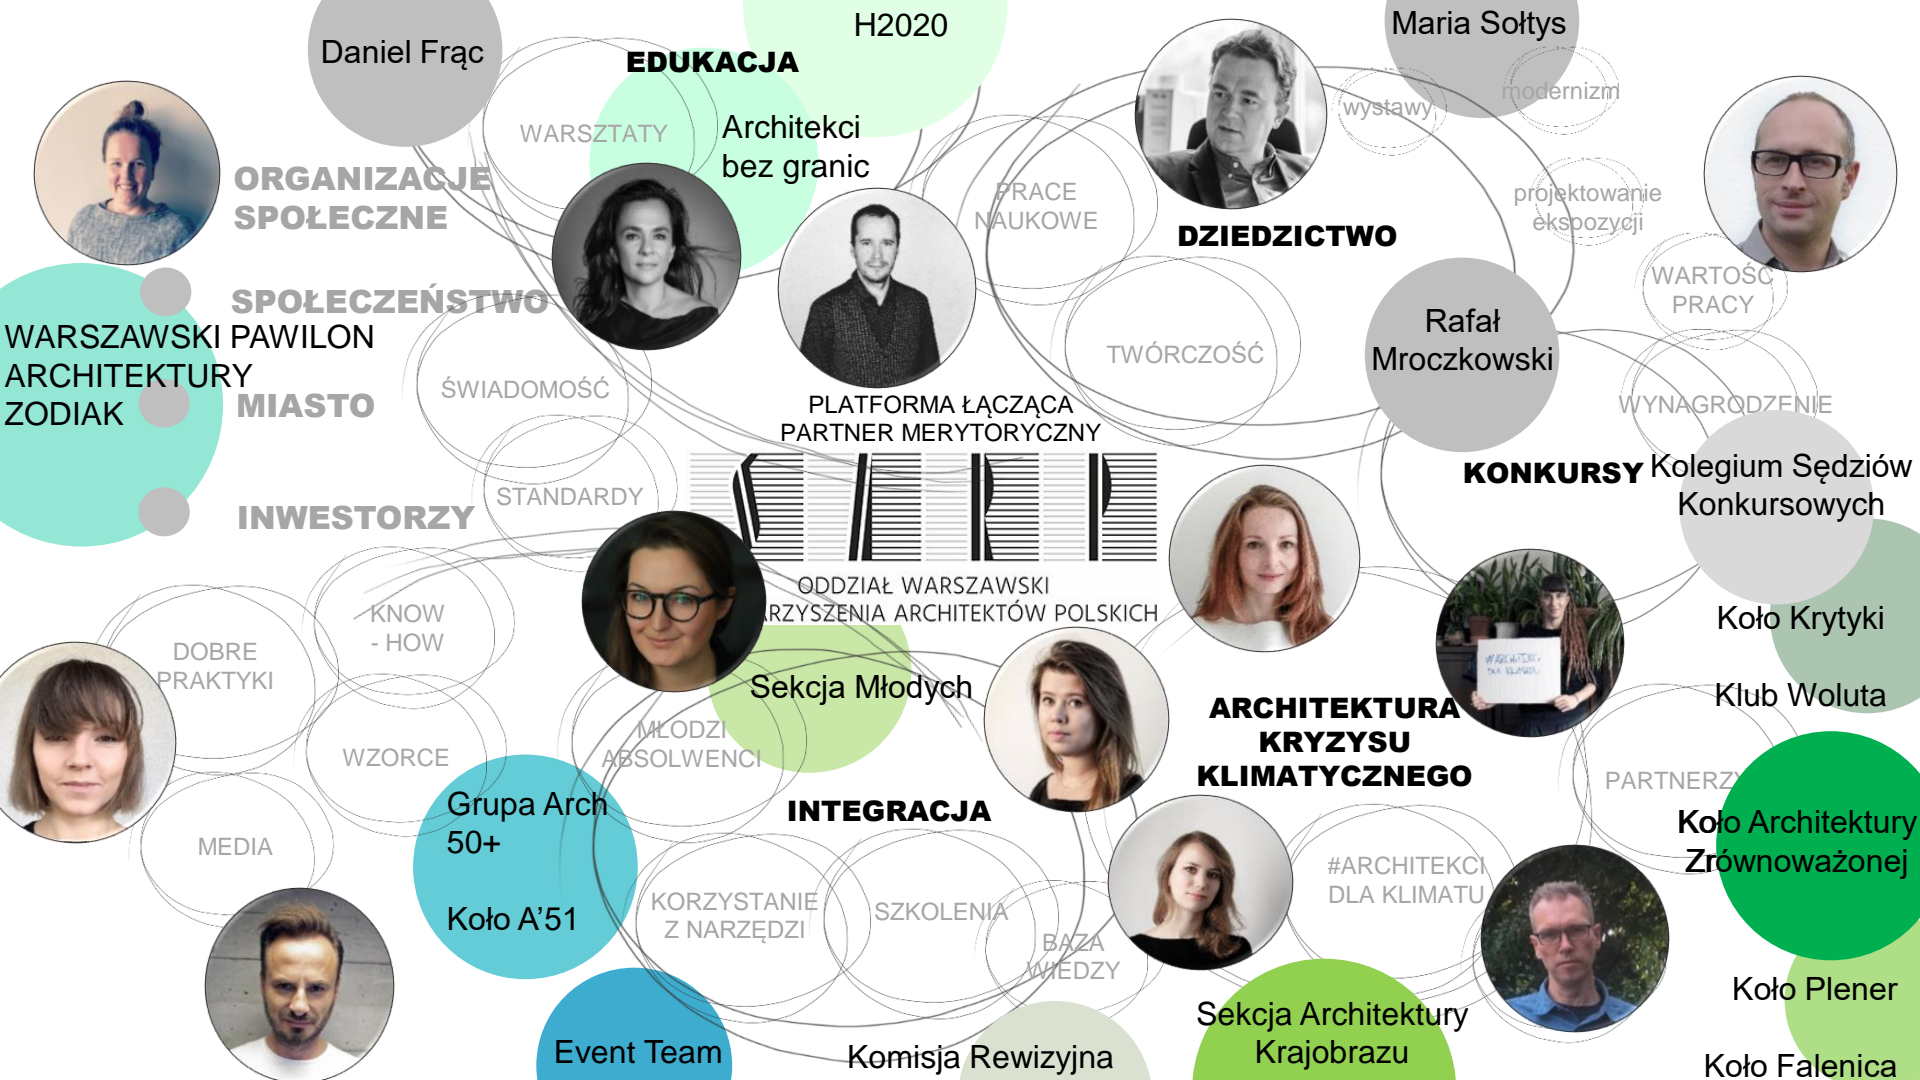 H2020
Maria Sołtys
Daniel Frąc
EDUKACJA
modernizm
wystawy
WARSZTATY
Architekci
bez granic
ORGANIZACJE
SPOŁECZNE
PRACE
NAUKOWE
projektowanie
ekspozycji
DZIEDZICTWO
WARTOŚĆ
PRACY
SPOŁECZEŃSTWO
WARSZAWSKI PAWILON
ARCHITEKTURY
ZODIAK
Rafał
Mroczkowski
TWÓRCZOŚĆ
ŚWIADOMOŚĆ
MIASTO
PLATFORMA ŁĄCZĄCA
PARTNER MERYTORYCZNY
WYNAGRODZENIE
KONKURSY
Kolegium Sędziów
Konkursowych
STANDARDY
INWESTORZY
SARP
ODDZIAŁ WARSZAWSKI
RZYSZENIA ARCHITEKTÓW POLSKICH
KNOW
- HOW
Koło Krytyki
DOBRE
PRAKTYKI
#ARCHITEKCI
DLA KLIMATU
Sekcja Młodych
Klub Woluta
ARCHITEKTURA
KRYZYSU
KLIMATYCZNEGO
MŁODZI
ABSOLWENCI
WZORCE
PARTNERZY
Grupa Arch
50+
INTEGRACJA
Koło Architektury
Zrównoważonej
MEDIA
#ARCHITEKCI
DLA KLIMATU
KORZYSTANIE
Z NARZĘDZI
SZKOLENIA
Koło A’51
BAZA
WIEDZY
Koło Plener
Sekcja Architektury
Krajobrazu
Event Team
Komisja Rewizyjna
Koło Falenica